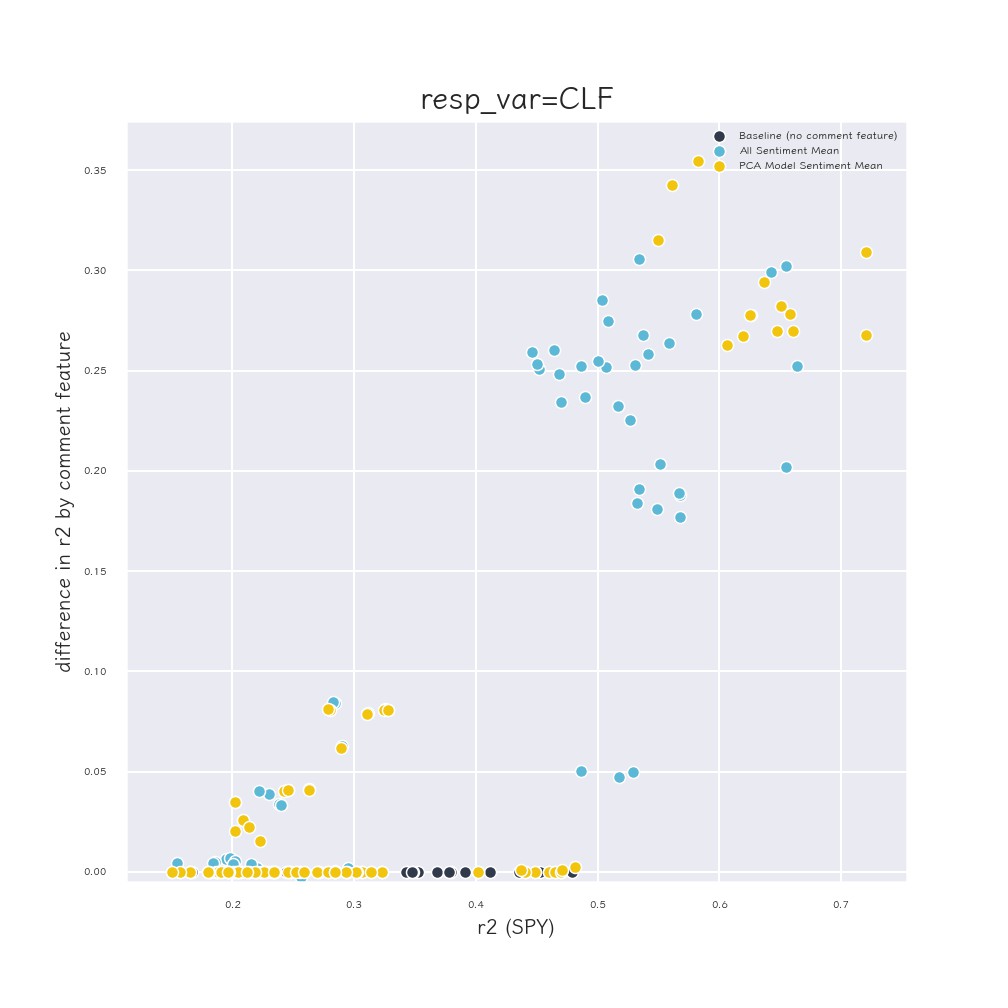 resp_var=CLF
Baseline (no comment feature)
All Sentiment Mean
PCA Model Sentiment Mean
difference in r2 by comment feature
0.35
0.30
0.25
0.20
0.15
0.10
0.05
0.00
0.2 0.3 0.4 0.5 0.6 0.7
r2 (SPY)